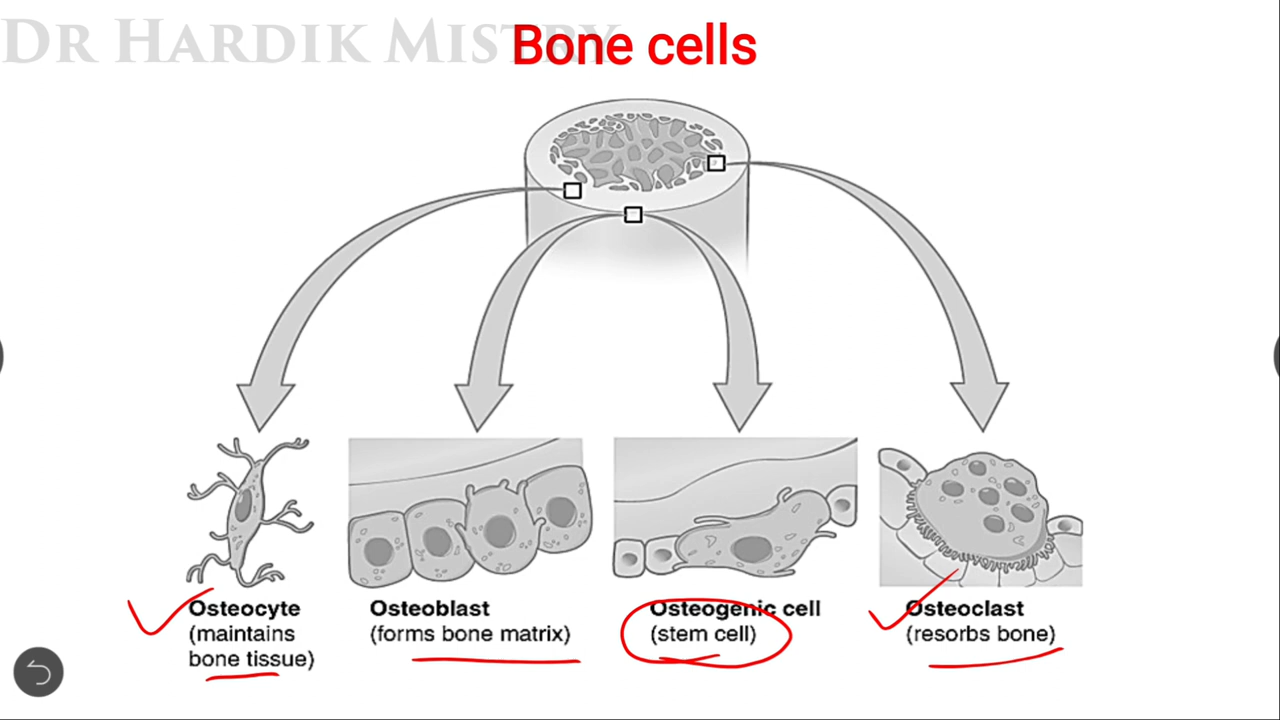 DR HARDIK MISTRY
Bone cells
Osteocyte
(maintains
bone tissue)
Osteoblast
(forms bone matrix)
Osteogenic cell
(stem cell)
Osteoclast
(resorbs bone)